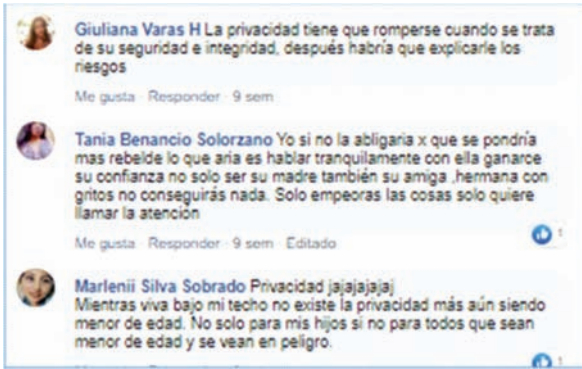 Giuliana Varas H La privacidad tiene que romperse cuando se trata
de su seguridad e integridad, después habría que explicarle los
riesgos
Me gusta · Responder · 9 sem
Tania Benancio Solorzano Yo si no la abligaria x que se pondría
mas rebelde lo que aria es hablar tranquilamente con ella ganarce
su confianza no solo ser su madre también su amiga ,hermana con
gritos no conseguirás nada. Solo empeoras las cosas solo quiere
llamar la atención
Me gusta · Responder · 9 sem · Editado
1
Marlenii Silva Sobrado Privacidad jajajajajaj
Mientras viva bajo mi techo no existe la privacidad más aún siendo
menor de edad. No solo para mis hijos si no para todos que sean
menor de edad y se vean en peligro.
1